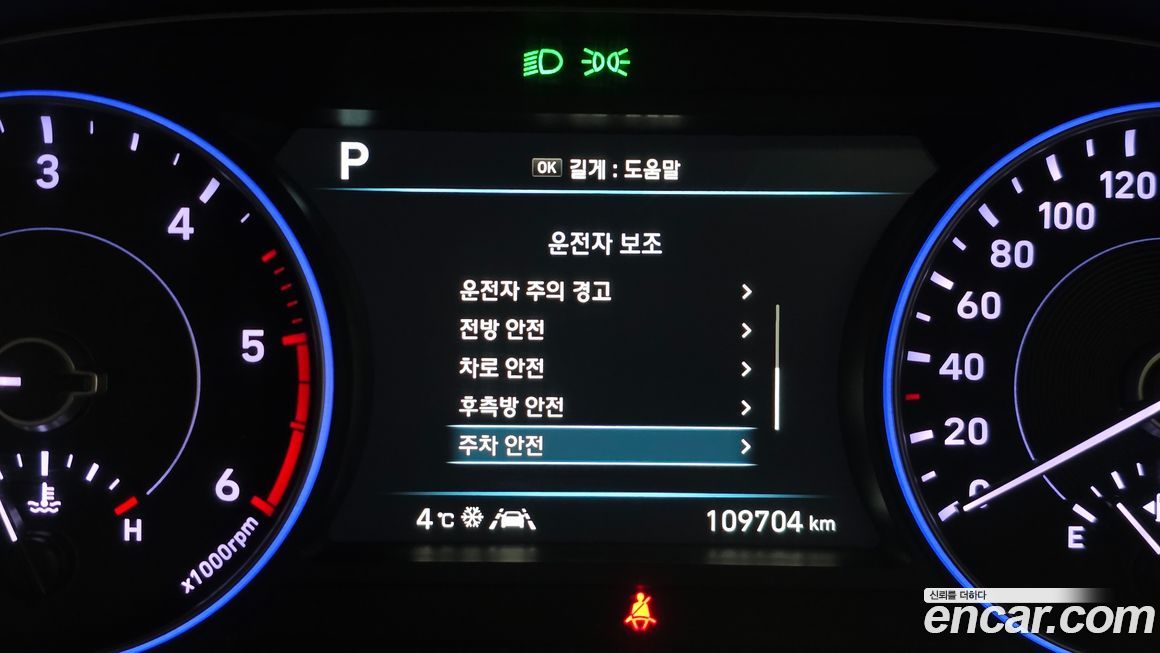 P
OK 길게 : 도움말
운전자 보조
운전자 주의 경고
전방 안전
차로 안전
후측방 안전
주차 안전
4℃
109704 km
3
4
5
6
x1000rpm
H
120
100
80
60
40
20
0
E
신뢰를 더하다
encar.com